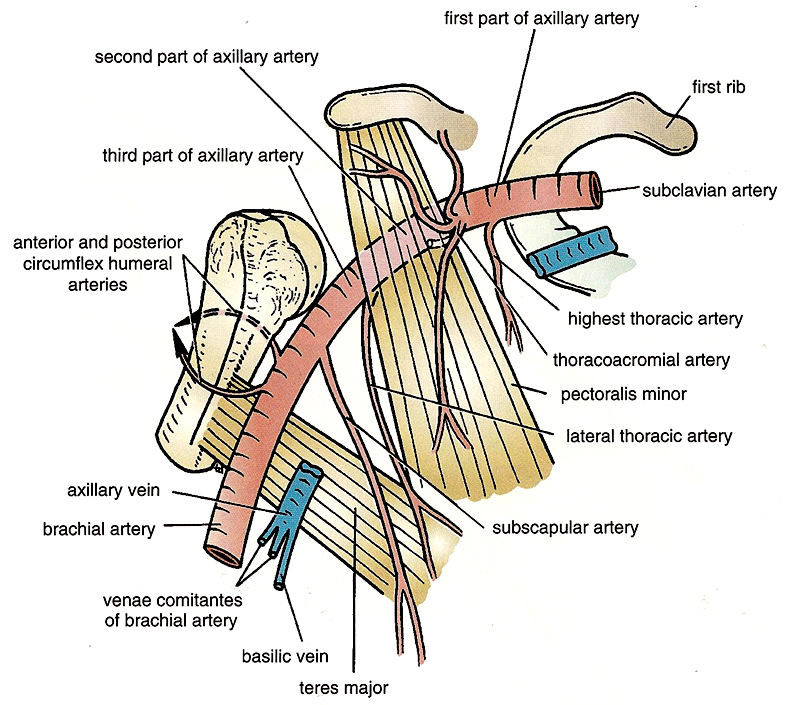 first part of axillary artery
second part of axillary artery
first rib
third part of axillary artery
subclavian artery
anterior and posterior
circumflex humeral
arteries
highest thoracic artery
thoracoacromial artery
pectoralis minor
lateral thoracic artery
axillary vein
brachial artery
subscapular artery
venae comitantes
of brachial artery
basilic vein
teres major